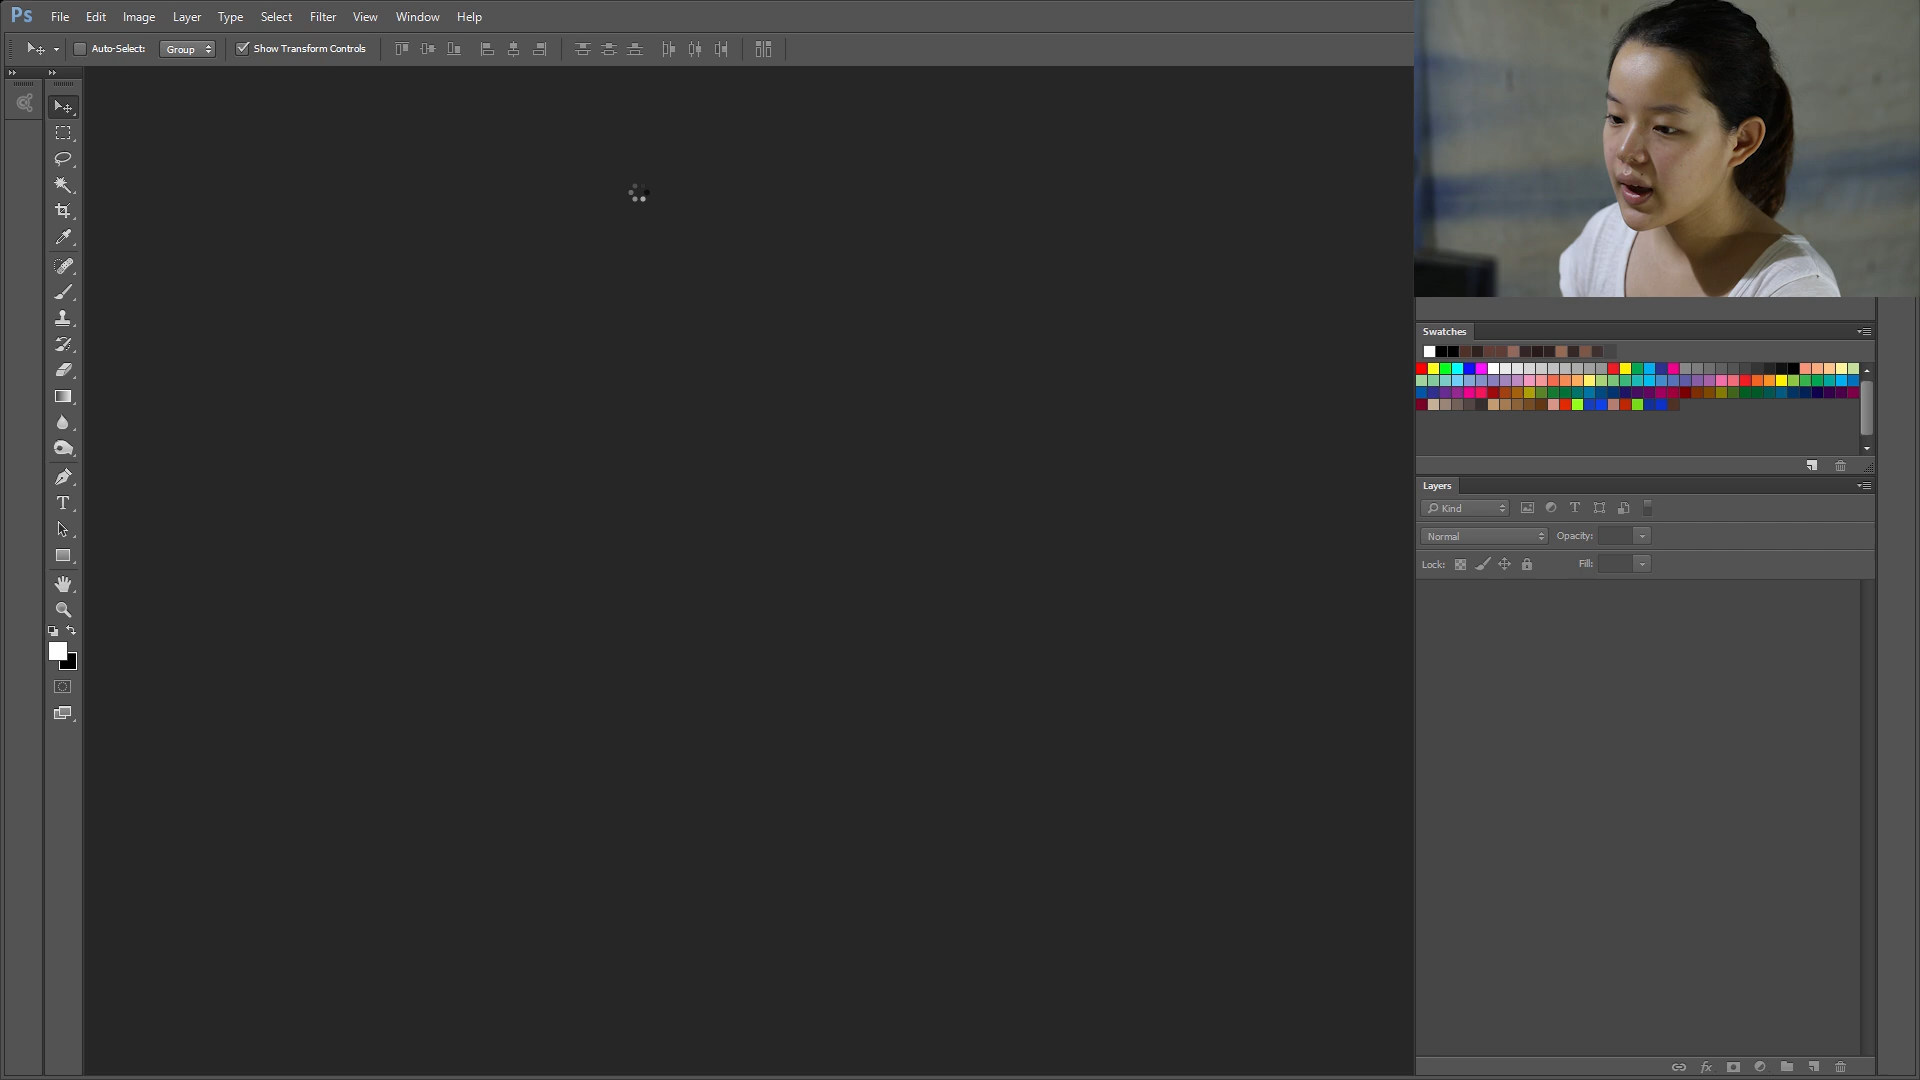 Ps File Edit Image Layer Type Select Filter View Window Help
Auto-Select: Group Show Transform Controls
Swatches
Layers
Kind T
Normal Opacity:
Lock: Fill:
T
fx